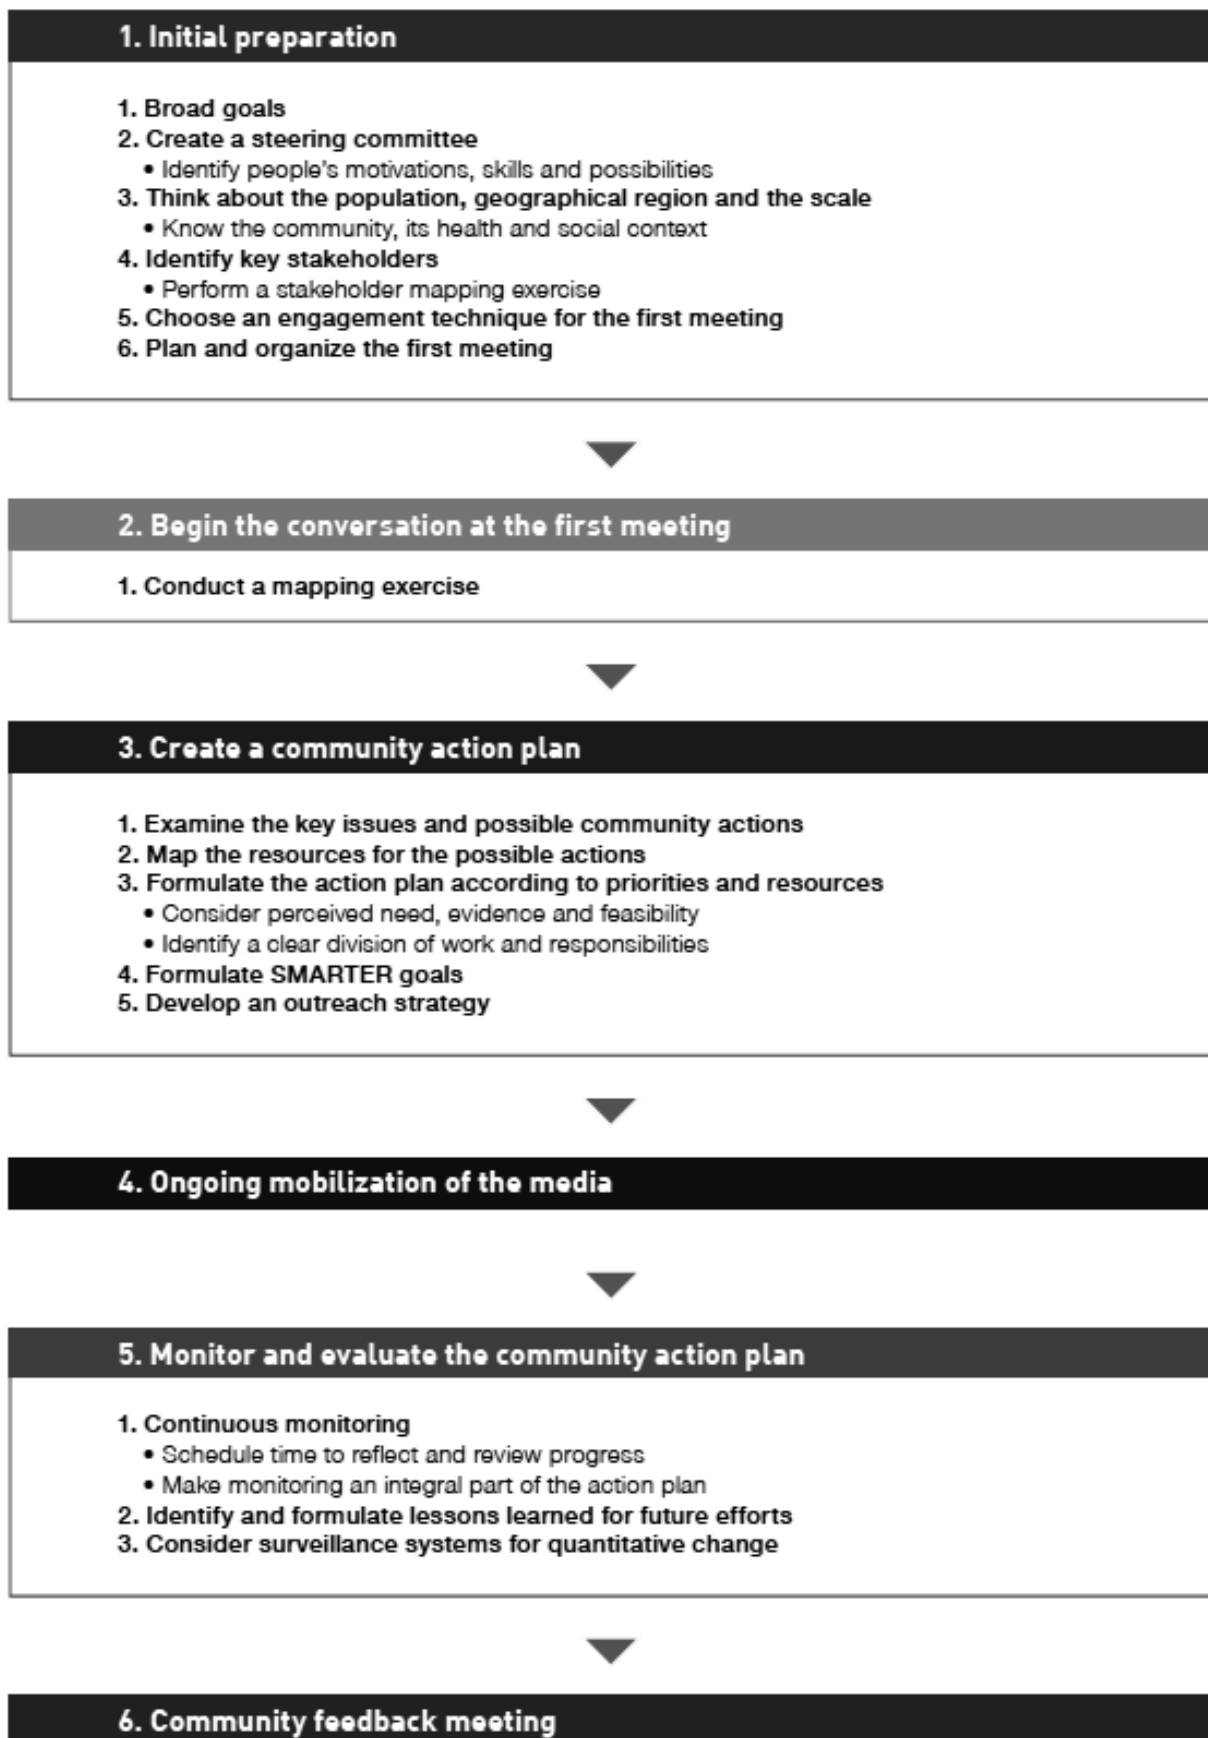 1. Initial preparation
1. Broad goals
2. Create a steering committee
• Identify people's motivations, skills and possibilities
3. Think about the population, geographical region and the scale
• Know the community, its health and social context
4. Identify key stakeholders
• Perform a stakeholder mapping exercise
5. Choose an engagement technique for the first meeting
6. Plan and organize the first meeting
2. Begin the conversation at the first meeting
1. Conduct a mapping exercise
3. Create a community action plan
1. Examine the key issues and possible community actions
2. Map the resources for the possible actions
3. Formulate the action plan according to priorities and resources
• Consider perceived need, evidence and feasibility
• Identify a clear division of work and responsibilities
4. Formulate SMARTER goals
5. Develop an outreach strategy
4. Ongoing mobilization of the media
5. Monitor and evaluate the community action plan
1. Continuous monitoring
• Schedule time to reflect and review progress
• Make monitoring an integral part of the action plan
2. Identify and formulate lessons learned for future efforts
3. Consider surveillance systems for quantitative change
6. Community feedback meeting